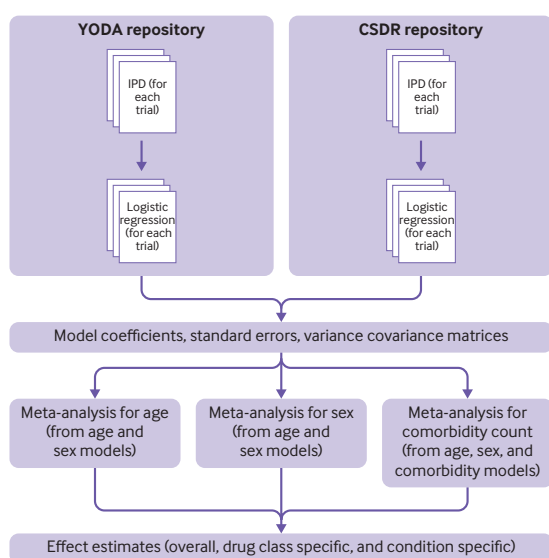 YODA repository
IPD (for
each
trial)
Logistic
regression
(for each
trial)
CSDR repository
IPD (for
each
trial)
Logistic
regression
(for each
trial)
Model coefficients, standard errors, variance covariance matrices
Meta-analysis for age
(from age and
sex models)
Meta-analysis for sex
(from age and
sex models)
Meta-analysis for
comorbidity count
(from age, sex, and
comorbidity models)
Effect estimates (overall, drug class specific, and condition specific)